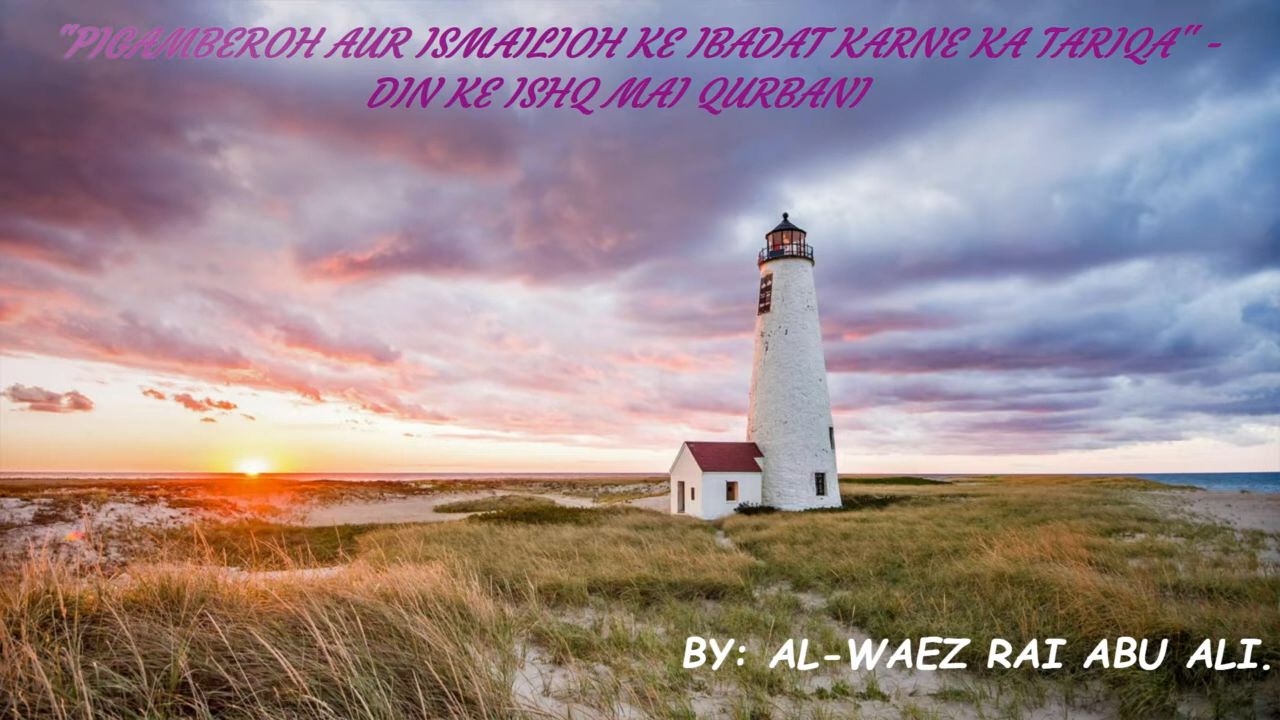 "PIGAMBEROH AUR ISMAILIOH KE IBADAT KARNE KA TARIQA" -
DIN KE ISHQ MAI QURBANI
BY: AL-WAEZ RAI ABU ALI.